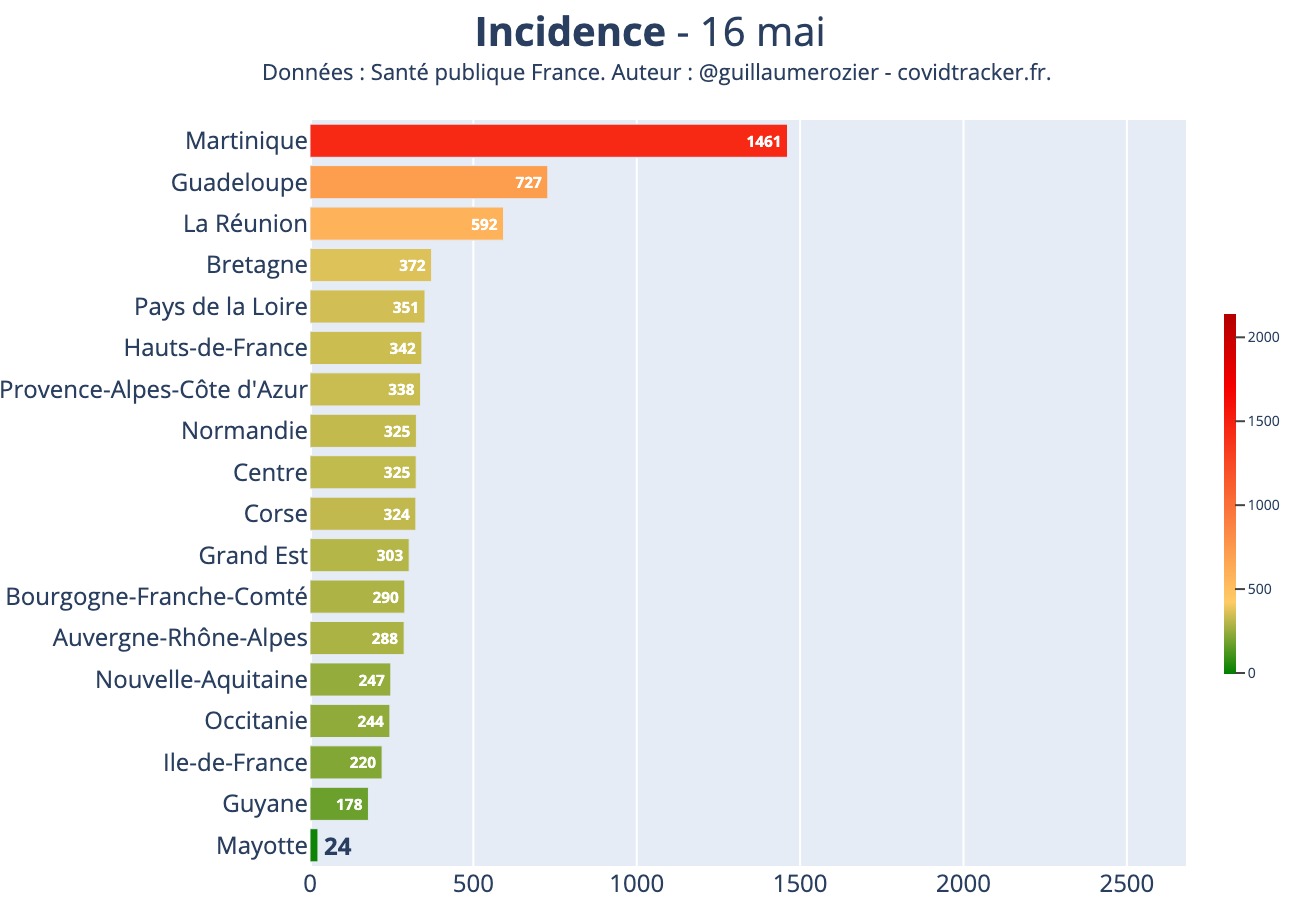 Incidence - 16 mai
Données : Santé publique France. Auteur : @guillaumerozier - covidtracker.fr.
Martinique 1461
Guadeloupe 727
La Réunion 592
Bretagne 372
Pays de la Loire 351
Hauts-de-France 342
Provence-Alpes-Côte d'Azur 338
Normandie 325
Centre 325
Corse 324
Grand Est 303
Bourgogne-Franche-Comté 290
Auvergne-Rhône-Alpes 288
Nouvelle-Aquitaine 247
Occitanie 244
Ile-de-France 220
Guyane 178
Mayotte 24
0 500 1000 1500 2000 2500
2000
1500
1000
500
0